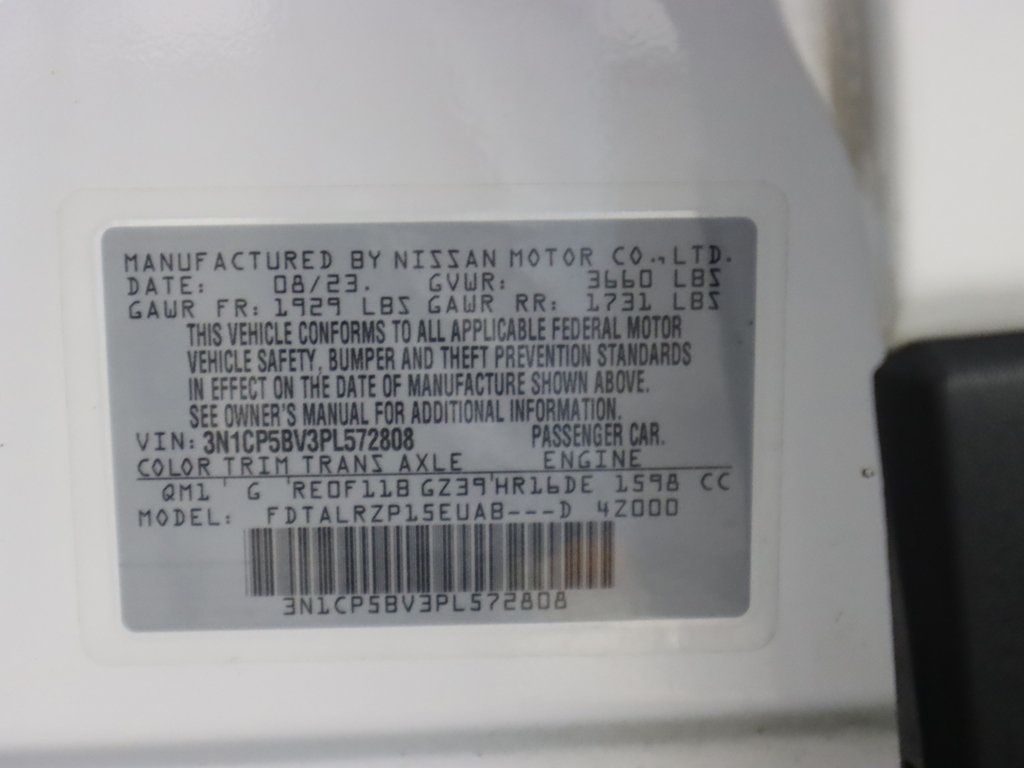 MANUFACTURED BY NISSAN MOTOR CO.,LTD.
DATE: 08/23. GVWR: 3660 LBS
GAWR FR: 1929 LBS GAWR RR: 1731 LBS
THIS VEHICLE CONFORMS TO ALL APPLICABLE FEDERAL MOTOR
VEHICLE SAFETY, BUMPER AND THEFT PREVENTION STANDARDS
IN EFFECT ON THE DATE OF MANUFACTURE SHOWN ABOVE.
SEE OWNER'S MANUAL FOR ADDITIONAL INFORMATION.
VIN: 3N1CP5BV3PL572808 PASSENGER CAR.
COLOR TRIM TRANS AXLE ENGINE
QM1 G RE0F11B GZ39 HR16DE 1598 CC
MODEL: FDTALRZP15EUAB---D 4Z000
3N1CP5BV3PL572808